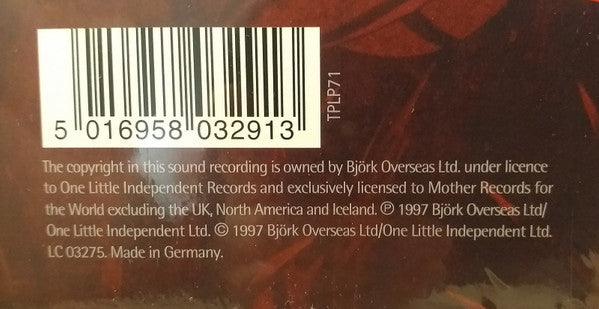 5 016958 032913
TPLP71
The copyright in this sound recording is owned by Björk Overseas Ltd. under licence
to One Little Independent Records and exclusively licensed to Mother Records for
the World excluding the UK, North America and Iceland. ℗ 1997 Björk Overseas Ltd/
One Little Independent Ltd. © 1997 Björk Overseas Ltd/One Little Independent Ltd.
LC 03275. Made in Germany.